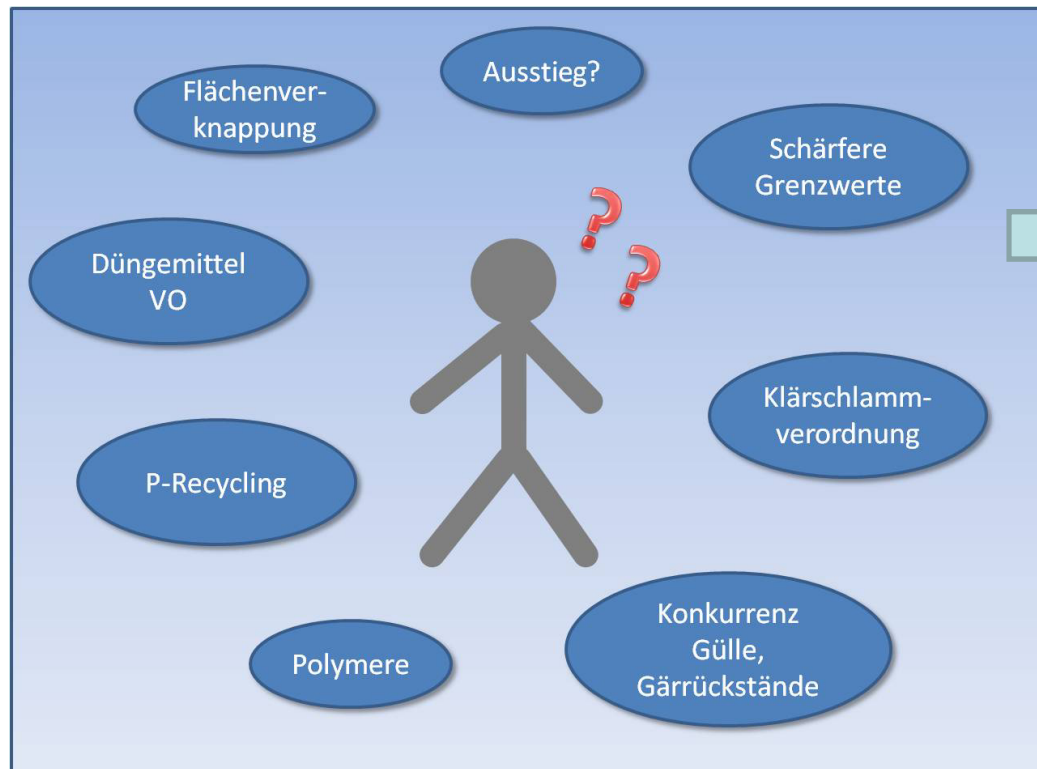 Ausstieg?
Flächenver-
knappung
Schärfere
Grenzwerte
??
Düngemittel
VO
Klärschlamm-
verordnung
P-Recycling
Konkurrenz
Gülle,
Gärrückstände
Polymere